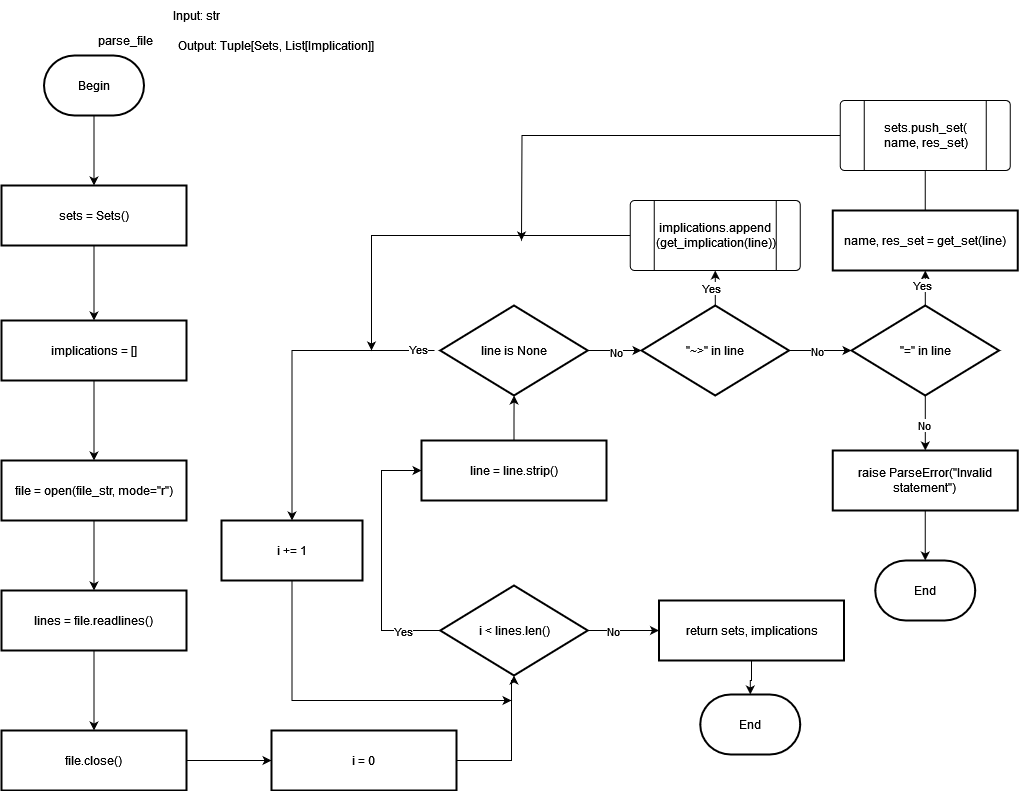 Input: str
parse_file
Output: Tuple[Sets, List[Implication]]
Begin
sets = Sets()
implications = []
file = open(file_str, mode="r")
lines = file.readlines()
file.close()
i = 0
i < lines.len()
Yes
No
return sets, implications
End
line = line.strip()
line is None
Yes
No
i += 1
"~>" in line
Yes
No
implications.append
(get_implication(line))
"=" in line
Yes
No
name, res_set = get_set(line)
sets.push_set(
name, res_set)
raise ParseError("Invalid
statement")
End